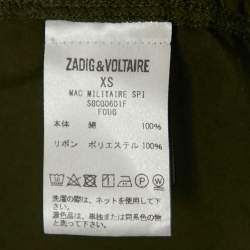 ZADIG&VOLTAIRE
XS
MAC MILITAIRE SPI
SGCQ0601F
FOUG
本体 綿 100%
リボン ポリエステル 100%
洗濯の際は、ネットを使用して下
さい。
濃色品は、単独または同系色の物と
洗って下さい。